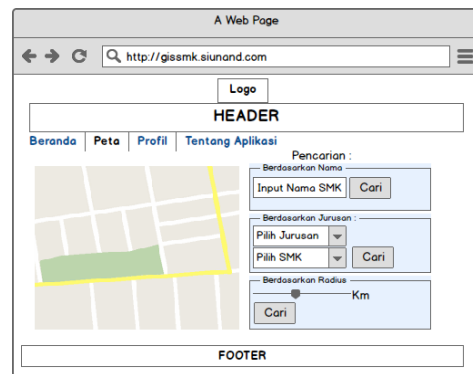 A Web Page
http://gissmk.siunand.com
Logo
HEADER
Beranda Peta Profil Tentang Aplikasi
Pencarian :
Berdasarkan Nama
Input Nama SMK Cari
Berdasarkan Jurusan :
Pilih Jurusan
Pilih SMK Cari
Berdasarkan Radius
Km
Cari
FOOTER